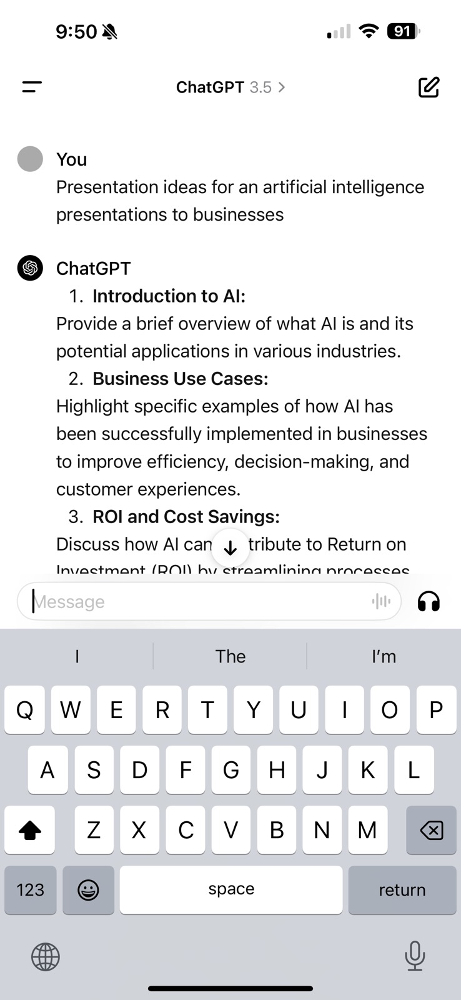 9:50 91
ChatGPT 3.5
You
Presentation ideas for an artificial intelligence
presentations to businesses
ChatGPT
1. Introduction to AI:
Provide a brief overview of what AI is and its
potential applications in various industries.
2. Business Use Cases:
Highlight specific examples of how AI has
been successfully implemented in businesses
to improve efficiency, decision-making, and
customer experiences.
3. ROI and Cost Savings:
Discuss how AI can tribute to Return on
Investment (ROI) by streamlining processes
Message
I The I'm
Q W E R T Y U I O P
A S D F G H J K L
Z X C V B N M
123 space return